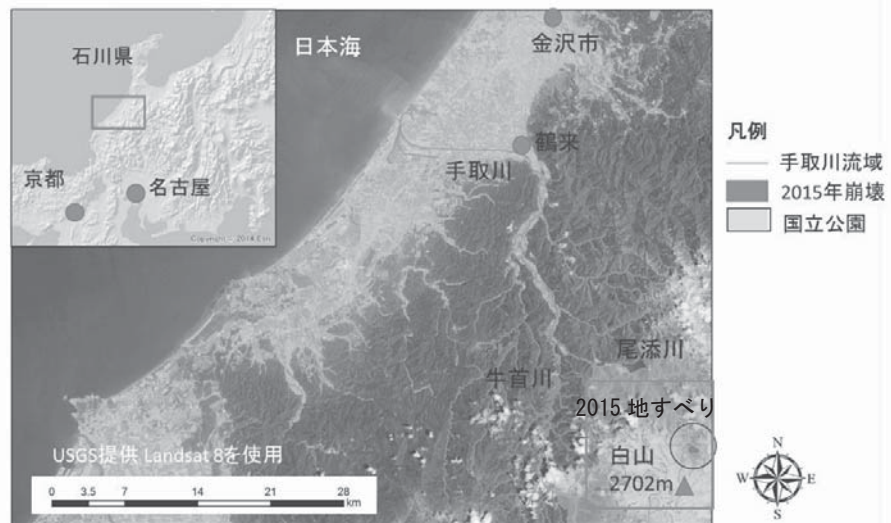 石川県
京都
名古屋
Copyright © 2014 Esri
日本海
金沢市
鶴来
手取川
尾添川
牛首川
2015 地すべり
白山
2702m
USGS提供 Landsat 8を使用
0 3.5 7 14 21 28
km
凡例
手取川流域
2015年崩壊
国立公園
N
W E
S